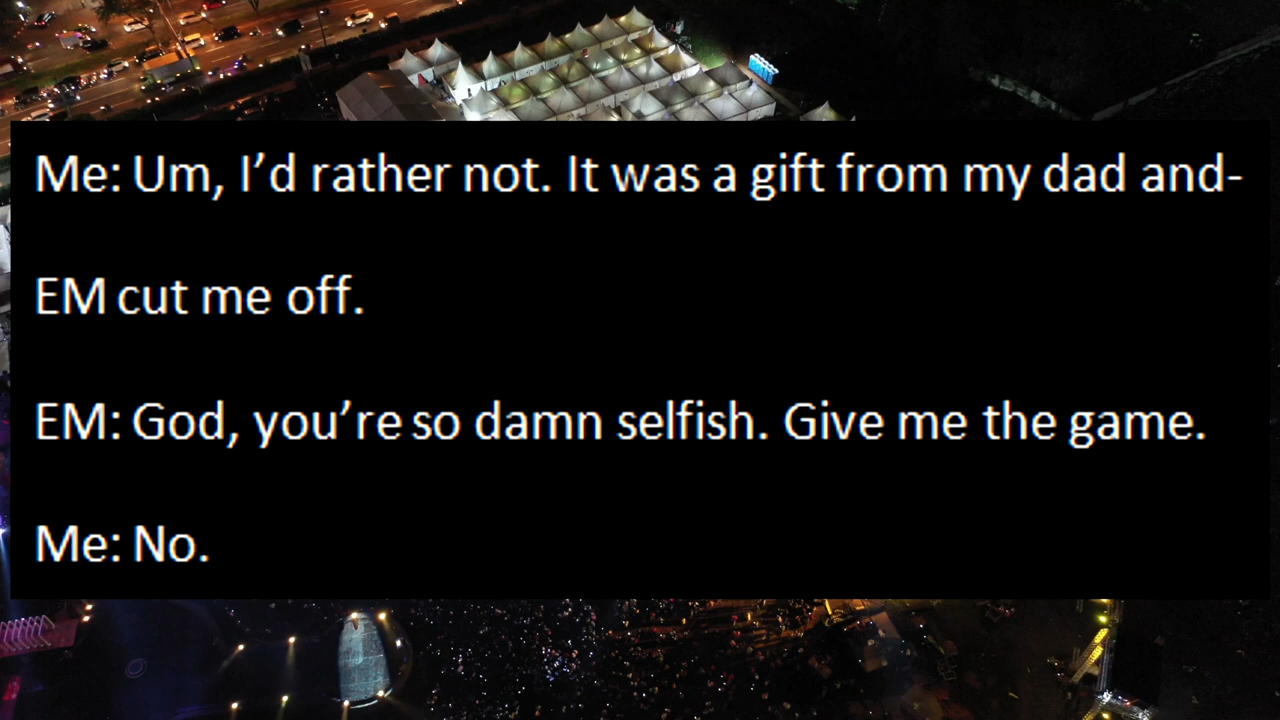 Me: Um, I’d rather not. It was a gift from my dad and-
EM cut me off.
EM: God, you’re so damn selfish. Give me the game.
Me: No.